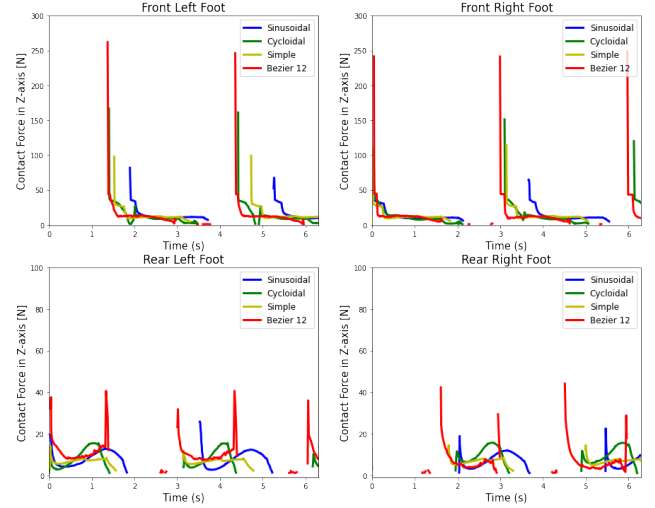 Front Left Foot
Contact Force in Z-axis [N]
300
250
200
150
100
50
0
0 1 2 3 4 5 6
Time (s)
Sinusoidal
Cycloidal
Simple
Bezier 12
Front Right Foot
Contact Force in Z-axis [N]
300
250
200
150
100
50
0
0 1 2 3 4 5 6
Time (s)
Sinusoidal
Cycloidal
Simple
Bezier 12
Rear Left Foot
Contact Force in Z-axis [N]
100
80
60
40
20
0
0 1 2 3 4 5 6
Time (s)
Sinusoidal
Cycloidal
Simple
Bezier 12
Rear Right Foot
Contact Force in Z-axis [N]
100
80
60
40
20
0
0 1 2 3 4 5 6
Time (s)
Sinusoidal
Cycloidal
Simple
Bezier 12